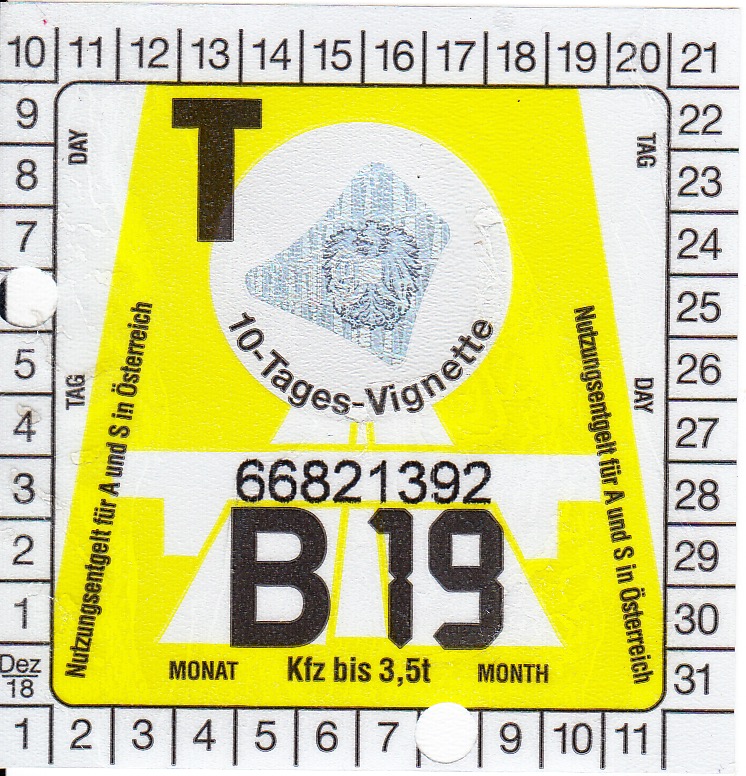 10 11 12 13 14 15 16 17 18 19 20 21
9 22
8 23
7 24
25
5 26
4 27
3 28
2 29
1 30
Dez
18
31
1 2 3 4 5 6 7 9 10 11
DAY
TAG
TAG
DAY
T
10-Tages-Vignette
Nutzungsentgelt für A und S in Österreich
Nutzungsentgelt für A und S in Österreich
66821392
B 19
MONAT Kfz bis 3,5t MONTH